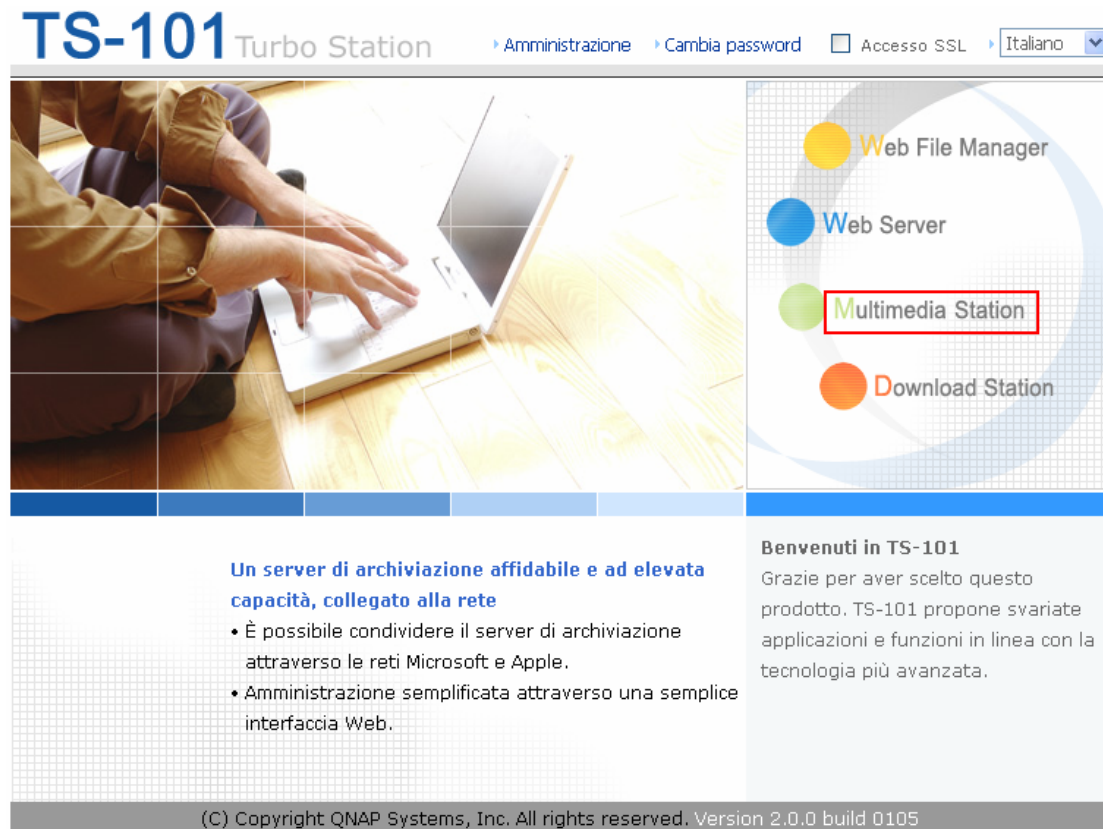 TS-101 Turbo Station
Amministrazione Cambia password Accesso SSL Italiano
Web File Manager
Web Server
Multimedia Station
Download Station
Un server di archiviazione affidabile e ad elevata
capacità, collegato alla rete
• È possibile condividere il server di archiviazione
attraverso le reti Microsoft e Apple.
• Amministrazione semplificata attraverso una semplice
interfaccia Web.
Benvenuti in TS-101
Grazie per aver scelto questo
prodotto. TS-101 propone svariate
applicazioni e funzioni in linea con la
tecnologia più avanzata.
(C) Copyright QNAP Systems, Inc. All rights reserved. Version 2.0.0 build 0105